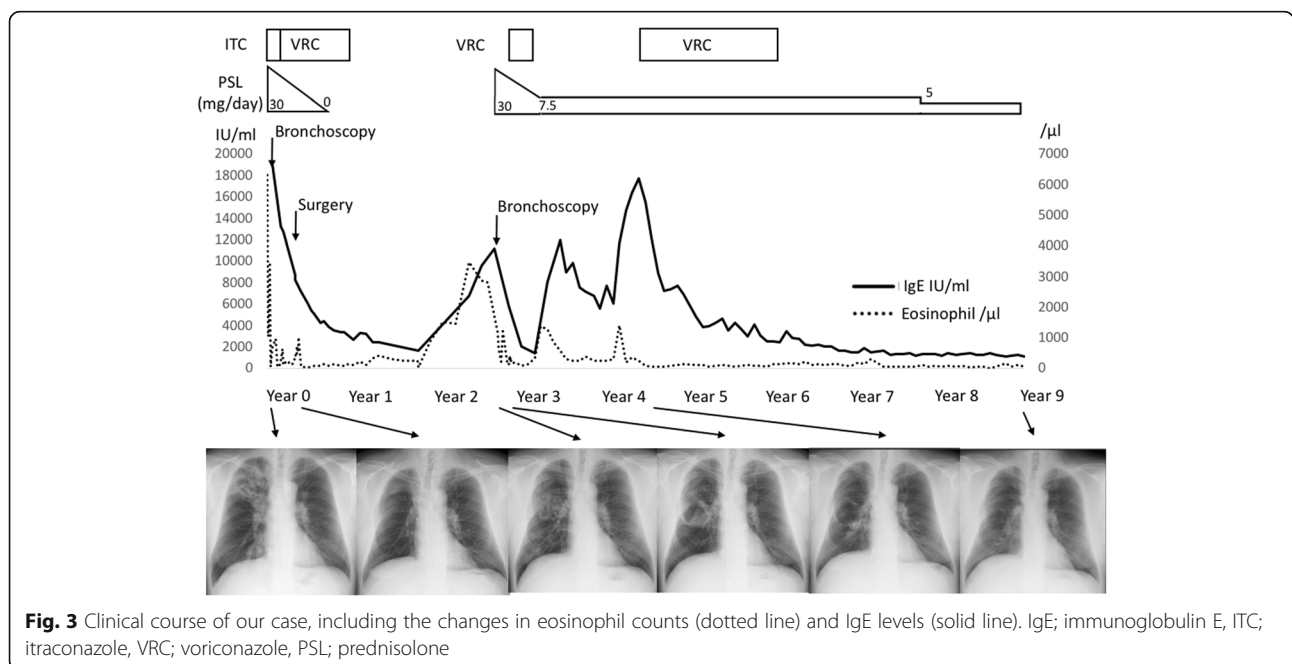 ITC VRC VRC VRC
PSL
(mg/day) 30 0 30 7.5 5
IU/ml Bronchoscopy /μl
20000 7000
18000 6000
16000 Surgery Bronchoscopy 5000
14000
12000 4000
10000 3000
8000 IgE IU/ml
6000 2000
4000 Eosinophil /μl 1000
2000
0 0
Year 0 Year 1 Year 2 Year 3 Year 4 Year 5 Year 6 Year 7 Year 8 Year 9
Fig. 3 Clinical course of our case, including the changes in eosinophil counts (dotted line) and IgE levels (solid line). IgE; immunoglobulin E, ITC;
itraconazole, VRC; voriconazole, PSL; prednisolone